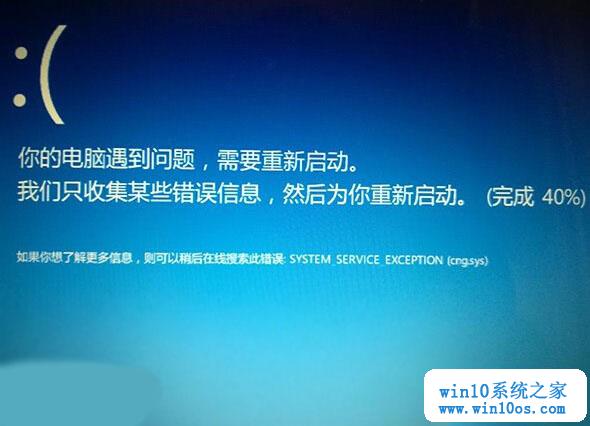 :(
你的电脑遇到问题，需要重新启动。
我们只收集某些错误信息，然后为你重新启动。(完成 40%)
如果你想了解更多信息，则可以稍后在线搜索此错误: SYSTEM_SERVICE_EXCEPTION (cng.sys)
win10系统之家
www.win10os.com